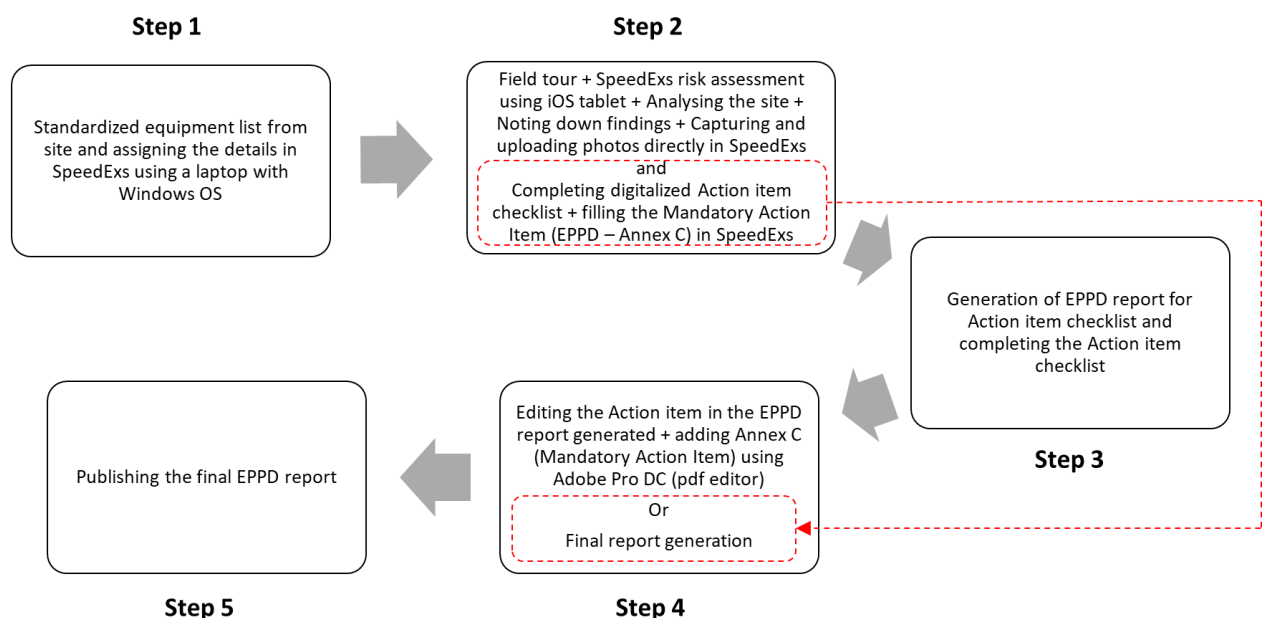 Step 1
Standardized equipment list from
site and assigning the details in
SpeedExs using a laptop with
Windows OS
Step 2
Field tour + SpeedExs risk assessment
using iOS tablet + Analysing the site +
Noting down findings + Capturing and
uploading photos directly in SpeedExs
and
Completing digitalized Action item
checklist + filling the Mandatory Action
Item (EPPD – Annex C) in SpeedExs
Generation of EPPD report for
Action item checklist and
completing the Action item
checklist
Step 3
Editing the Action item in the EPPD
report generated + adding Annex C
(Mandatory Action Item) using
Adobe Pro DC (pdf editor)
Or
Final report generation
Step 4
Publishing the final EPPD report
Step 5